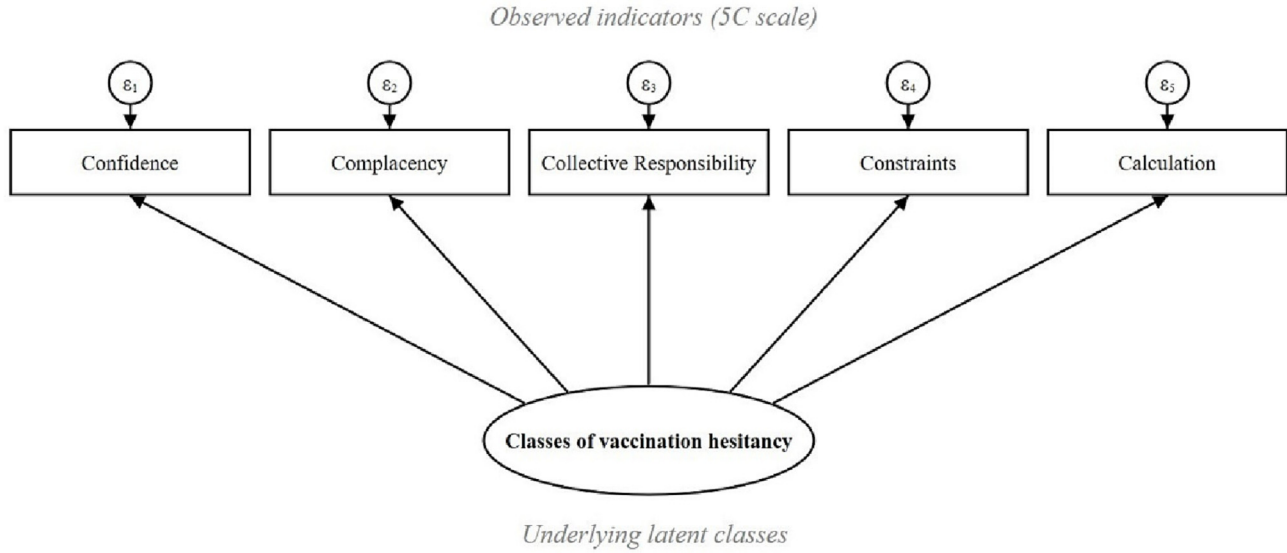 Observed indicators (5C scale)
ε1 ε2 ε3 ε4 ε5
Confidence Complacency Collective Responsibility Constraints Calculation
Classes of vaccination hesitancy
Underlying latent classes